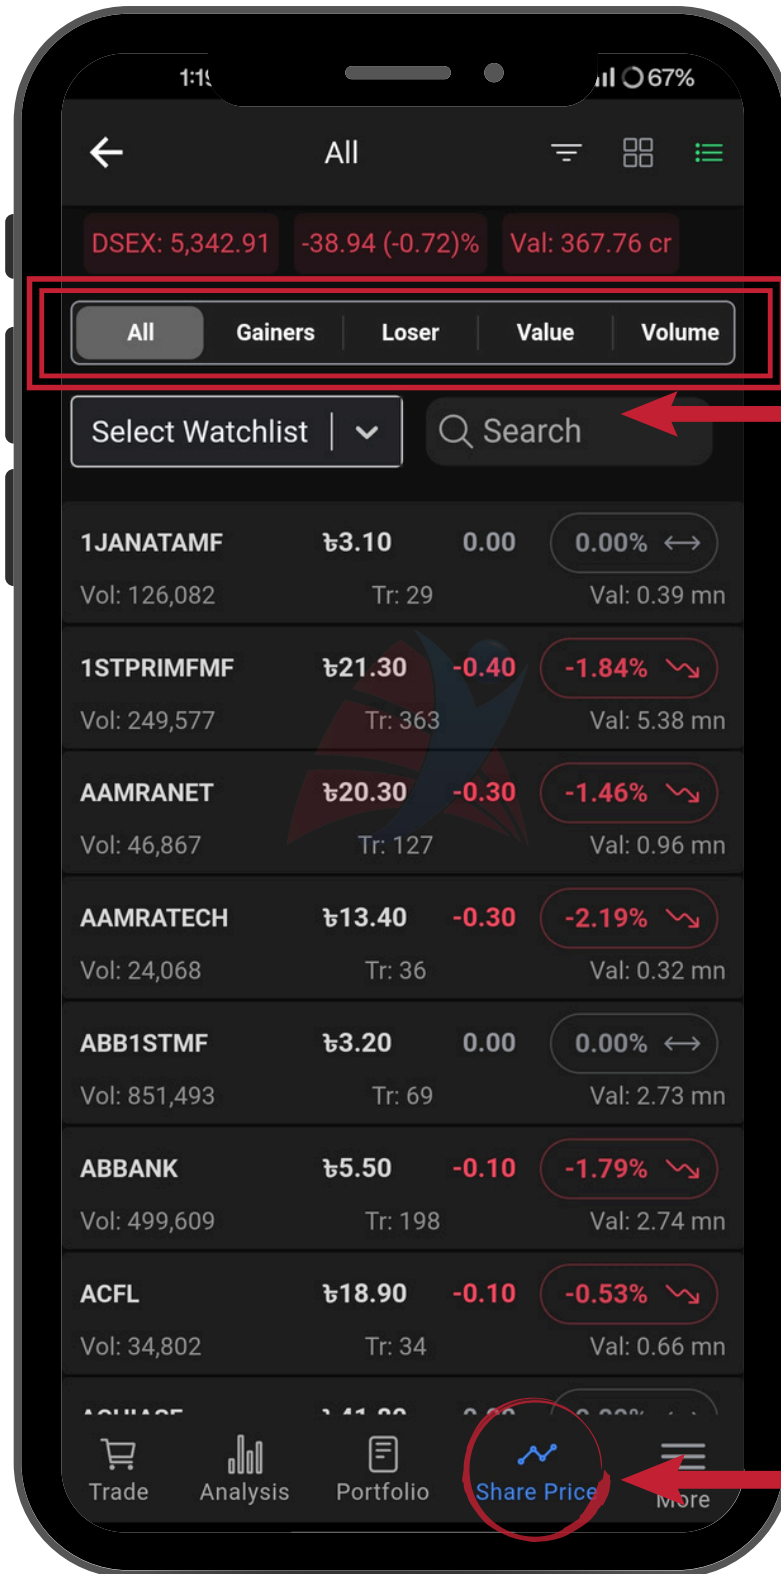 67%
All
DSEX: 5,342.91 -38.94 (-0.72)% Val: 367.76 cr
All Gainers Loser Value Volume
Select Watchlist Search
1JANATAMF ৳3.10 0.00 0.00%
Vol: 126,082 Tr: 29 Val: 0.39 mn
1STPRIMFMF ৳21.30 -0.40 -1.84%
Vol: 249,577 Tr: 363 Val: 5.38 mn
AAMRANET ৳20.30 -0.30 -1.46%
Vol: 46,867 Tr: 127 Val: 0.96 mn
AAMRATECH ৳13.40 -0.30 -2.19%
Vol: 24,068 Tr: 36 Val: 0.32 mn
ABB1STMF ৳3.20 0.00 0.00%
Vol: 851,493 Tr: 69 Val: 2.73 mn
ABBANK ৳5.50 -0.10 -1.79%
Vol: 499,609 Tr: 198 Val: 2.74 mn
ACFL ৳18.90 -0.10 -0.53%
Vol: 34,802 Tr: 34 Val: 0.66 mn
Trade Analysis Portfolio Share Price More